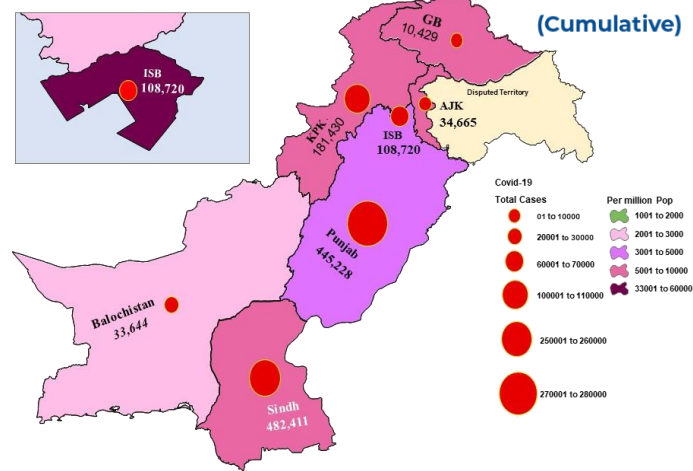 (Cumulative)
GB
10,429
ISB
108,720
Disputed Territory
AJK
34,665
KPK.
181,430
ISB
108,720
Punjab
445,228
Balochistan
33,644
Sindh
482,411
Covid-19
Total Cases
01 to 10000
20001 to 30000
60001 to 70000
100001 to 110000
250001 to 260000
270001 to 280000
Per million Pop
1001 to 2000
2001 to 3000
3001 to 5000
5001 to 10000
33001 to 60000